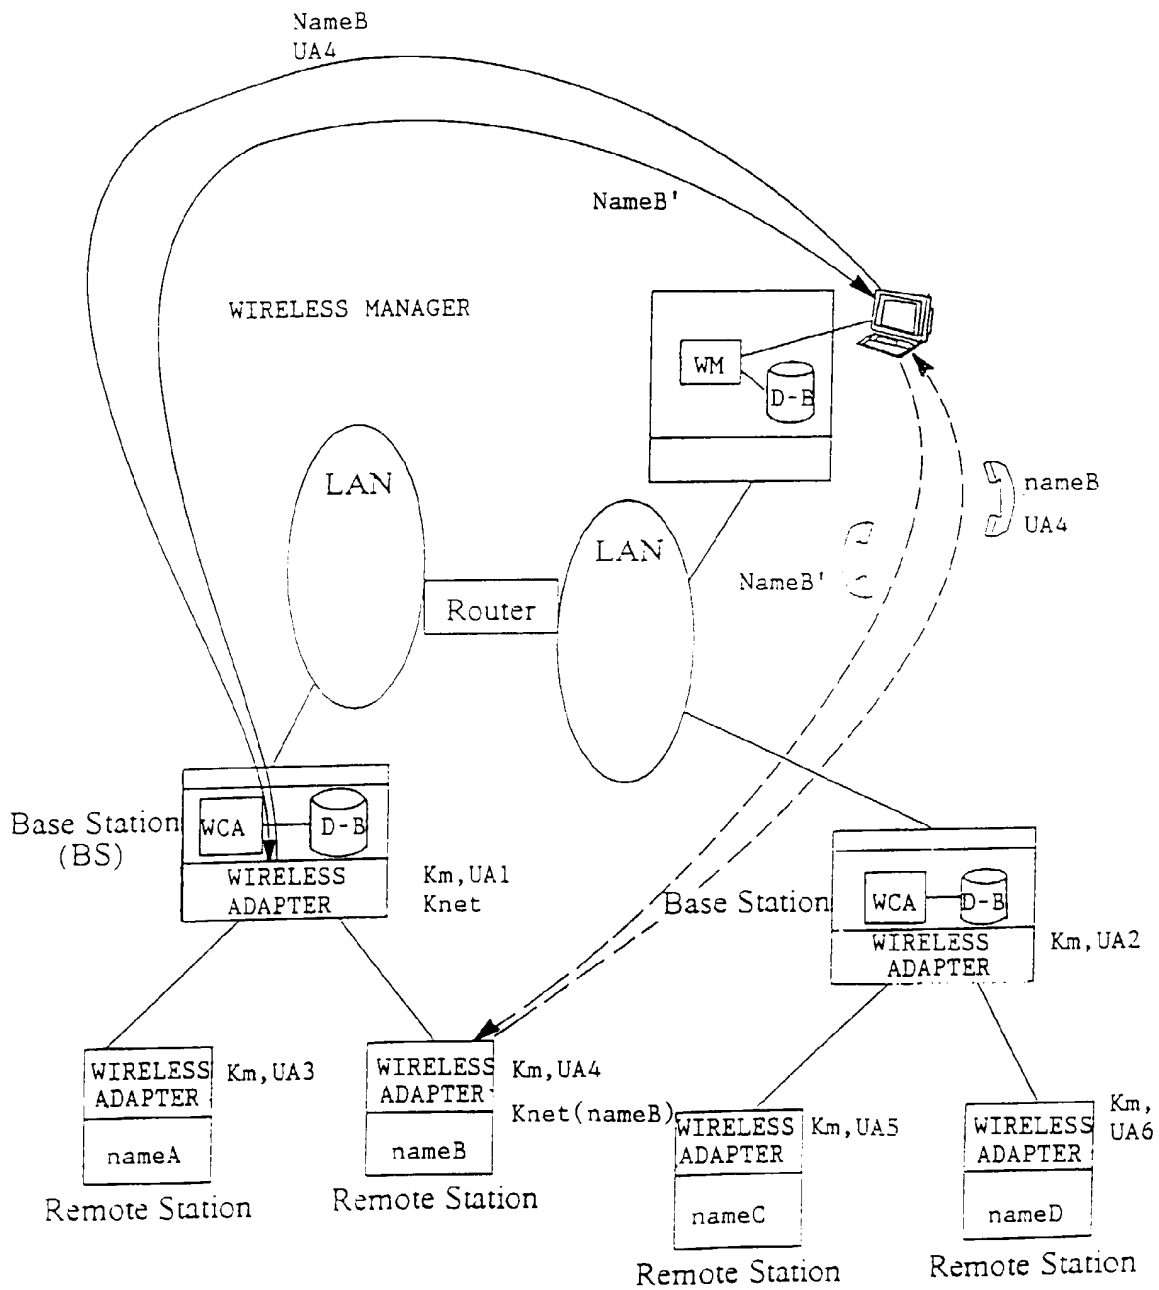 NameB
UA4
NameB'
WIRELESS MANAGER
WM
D-B
LAN
nameB
UA4
LAN
NameB'
Router
Base Station
(BS)
WCA
D-B
WIRELESS
ADAPTER
Km,UA1
Knet
Base Station
WCA
D-B
WIRELESS
ADAPTER
Km,UA2
WIRELESS
ADAPTER
Km,UA3
nameA
Remote Station
WIRELESS
ADAPTER
Km,UA4
Knet(nameB)
nameB
Remote Station
WIRELESS
ADAPTER
Km,UA5
nameC
Remote Station
WIRELESS
ADAPTER
Km,
UA6
nameD
Remote Station